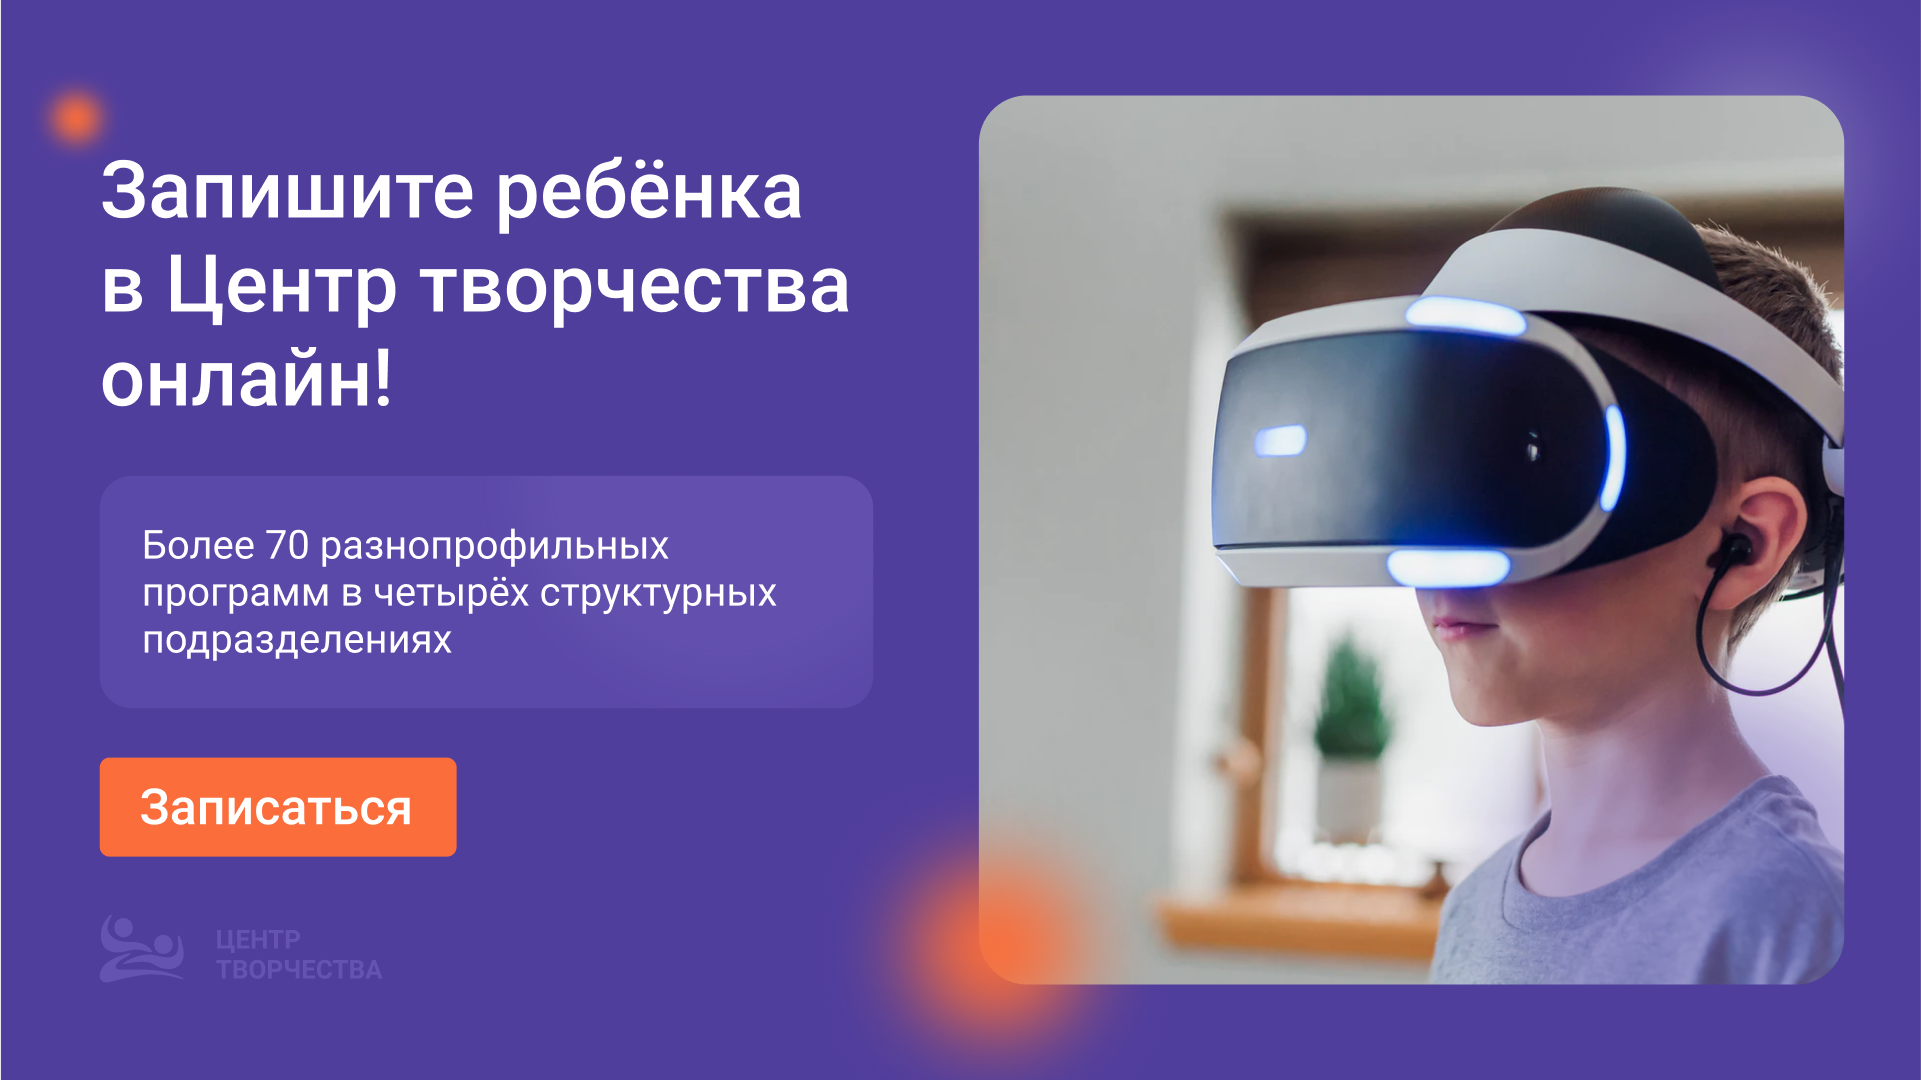 Запишите ребёнка
в Центр творчества
онлайн!
Более 70 разнопрофильных
программ в четырёх структурных
подразделениях
Записаться
ЦЕНТР
ТВОРЧЕСТВА